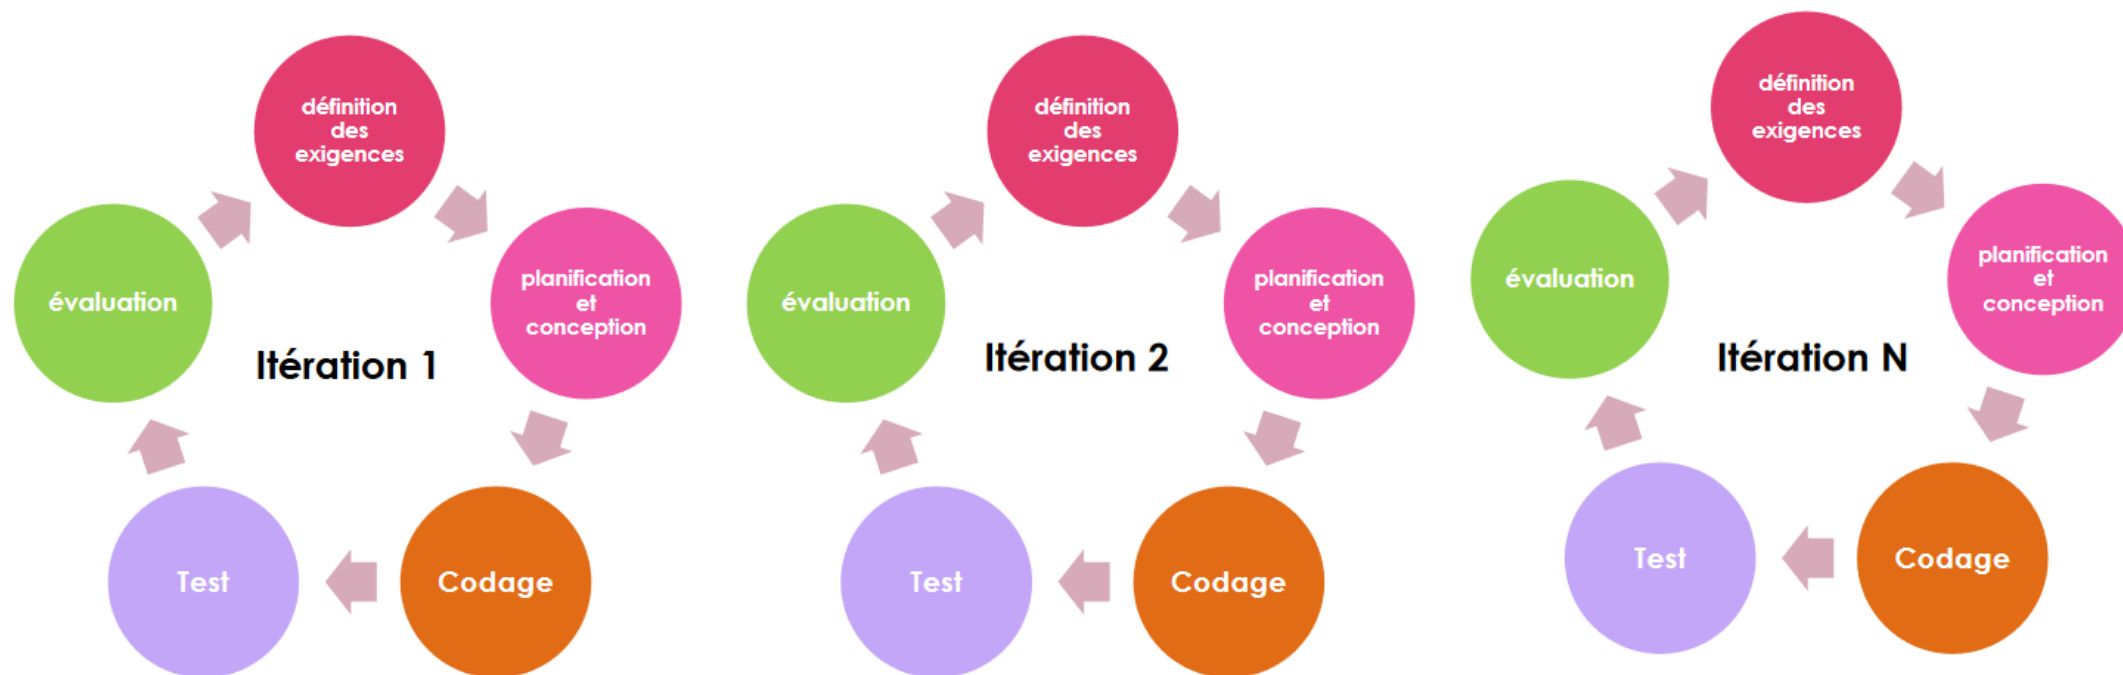 définition
des
exigences
planification
et
conception
Codage
Test
évaluation
Itération 1
définition
des
exigences
planification
et
conception
Codage
Test
évaluation
Itération 2
définition
des
exigences
planification
et
conception
Codage
Test
évaluation
Itération N